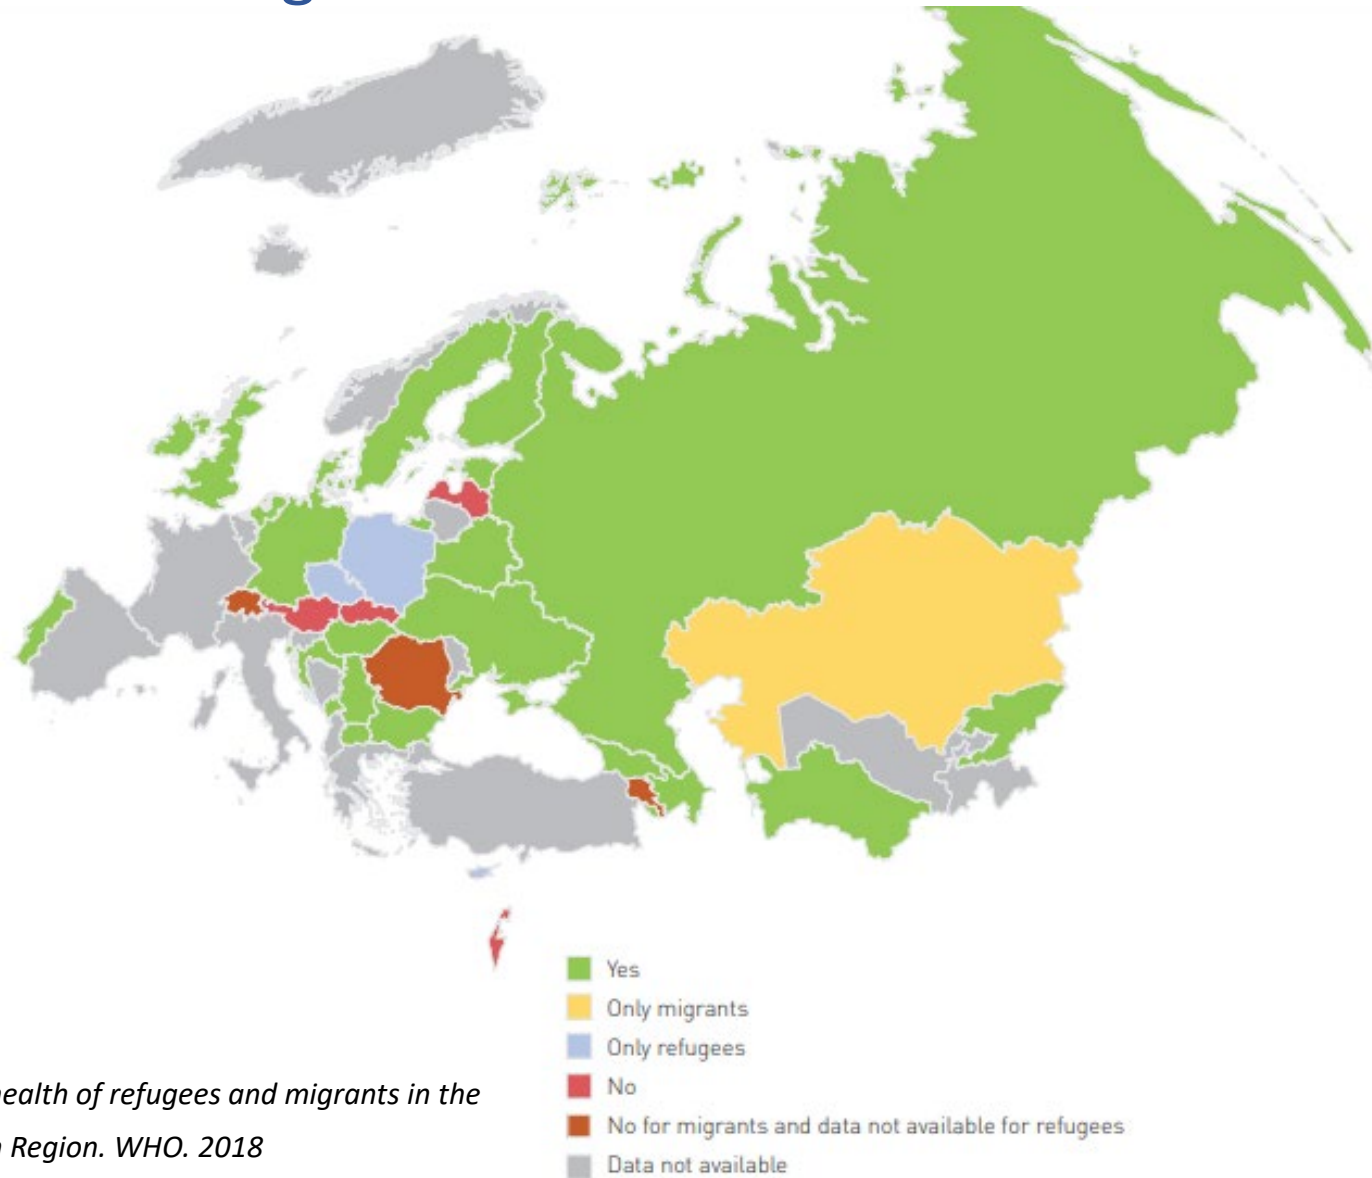 Yes
Only migrants
Only refugees
No
No for migrants and data not available for refugees
Data not available
health of refugees and migrants in the
Region. WHO. 2018